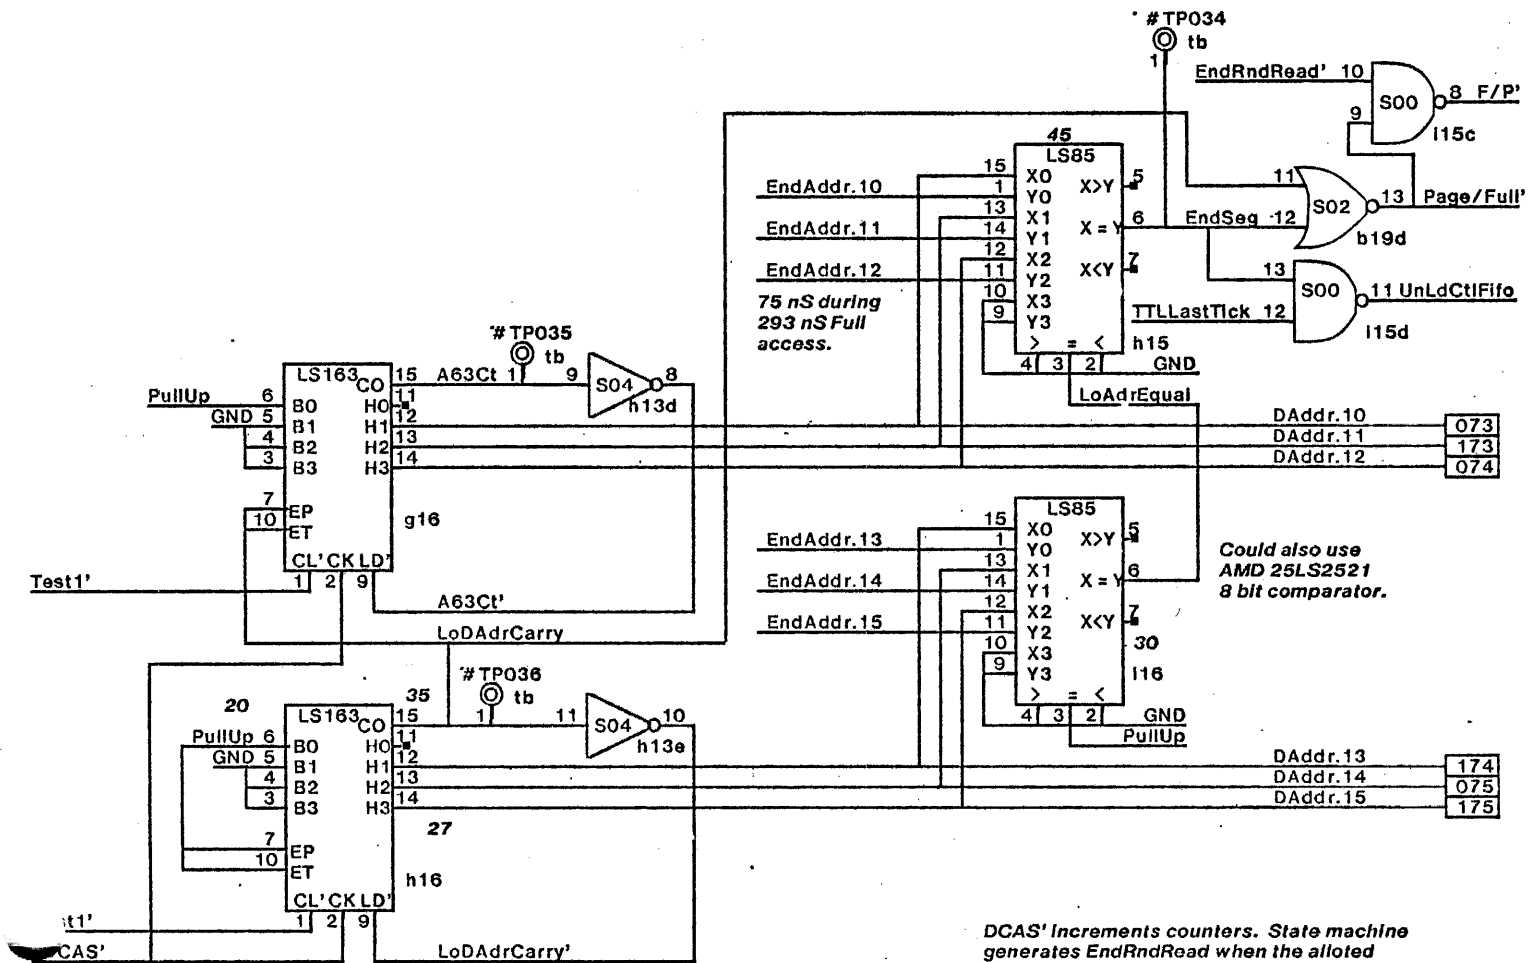 # TP034
tb
1
EndRndRead' 10
S00
8 F/P'
9
i15c
45
LS85
15 X0
X>Y 5
EndAddr.10 1 Y0
13 X1
EndAddr.11 14 Y1
X = Y 6
EndSeg 12
11
S02
13 Page/Full'
b19d
12 X2
X<Y 7
EndAddr.12 11 Y2
10 X3
9 Y3
75 nS during
293 nS Full
access.
13
S00
11 UnLdCtlFifo
TTLLastTick 12
i15d
> = <
h15
4 3 2
GND
LoAdrEqual
# TP035
tb
LS163
CO 15
A63Ct 1
9 S04 8
h13d
PullUp 6 B0
H0 11
GND 5 B1
H1 12
4 B2
H2 13
3 B3
H3 14
DAddr.10 073
DAddr.11 173
DAddr.12 074
7 EP
10 ET
g16
CL' CK LD'
Test1' 1 2 9
A63Ct'
LoDAdrCarry
LS85
15 X0
X>Y 5
EndAddr.13 1 Y0
13 X1
X = Y 6
EndAddr.14 14 Y1
12 X2
X<Y 7
EndAddr.15 11 Y2
10 X3
9 Y3
30
i16
> = <
4 3 2
GND
PullUp
Could also use
AMD 25LS2521
8 bit comparator.
# TP036
tb
20
35
LS163
CO 15
1
11 S04 10
h13e
PullUp 6 B0
H0 11
GND 5 B1
H1 12
4 B2
H2 13
3 B3
H3 14
27
DAddr.13 174
DAddr.14 075
DAddr.15 175
7 EP
10 ET
h16
CL' CK LD'
t1' 1 2 9
CAS'
LoDAdrCarry'
DCAS' increments counters. State machine
generates EndRndRead when the alloted